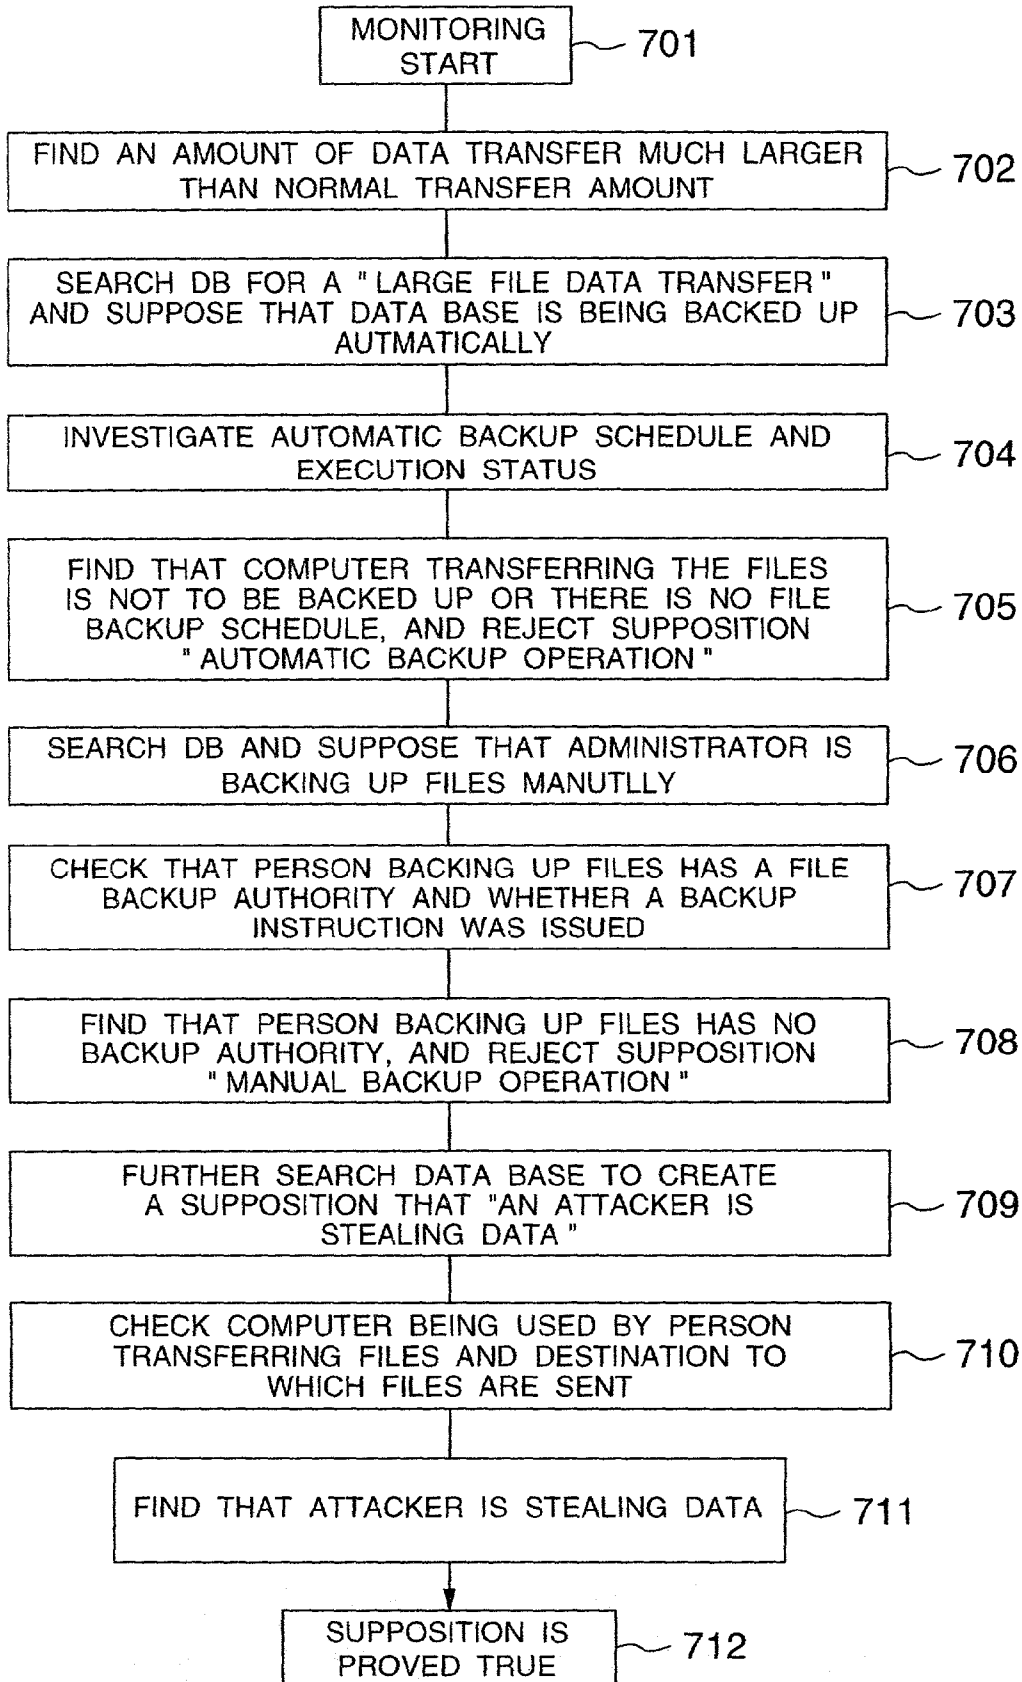 MONITORING
START
701
FIND AN AMOUNT OF DATA TRANSFER MUCH LARGER
THAN NORMAL TRANSFER AMOUNT
702
SEARCH DB FOR A "LARGE FILE DATA TRANSFER"
AND SUPPOSE THAT DATA BASE IS BEING BACKED UP
AUTMATICALLY
703
INVESTIGATE AUTOMATIC BACKUP SCHEDULE AND
EXECUTION STATUS
704
FIND THAT COMPUTER TRANSFERRING THE FILES
IS NOT TO BE BACKED UP OR THERE IS NO FILE
BACKUP SCHEDULE, AND REJECT SUPPOSITION
"AUTOMATIC BACKUP OPERATION"
705
SEARCH DB AND SUPPOSE THAT ADMINISTRATOR IS
BACKING UP FILES MANUTLLY
706
CHECK THAT PERSON BACKING UP FILES HAS A FILE
BACKUP AUTHORITY AND WHETHER A BACKUP
INSTRUCTION WAS ISSUED
707
FIND THAT PERSON BACKING UP FILES HAS NO
BACKUP AUTHORITY, AND REJECT SUPPOSITION
"MANUAL BACKUP OPERATION"
708
FURTHER SEARCH DATA BASE TO CREATE
A SUPPOSITION THAT "AN ATTACKER IS
STEALING DATA"
709
CHECK COMPUTER BEING USED BY PERSON
TRANSFERRING FILES AND DESTINATION TO
WHICH FILES ARE SENT
710
FIND THAT ATTACKER IS STEALING DATA
711
SUPPOSITION IS
PROVED TRUE
712